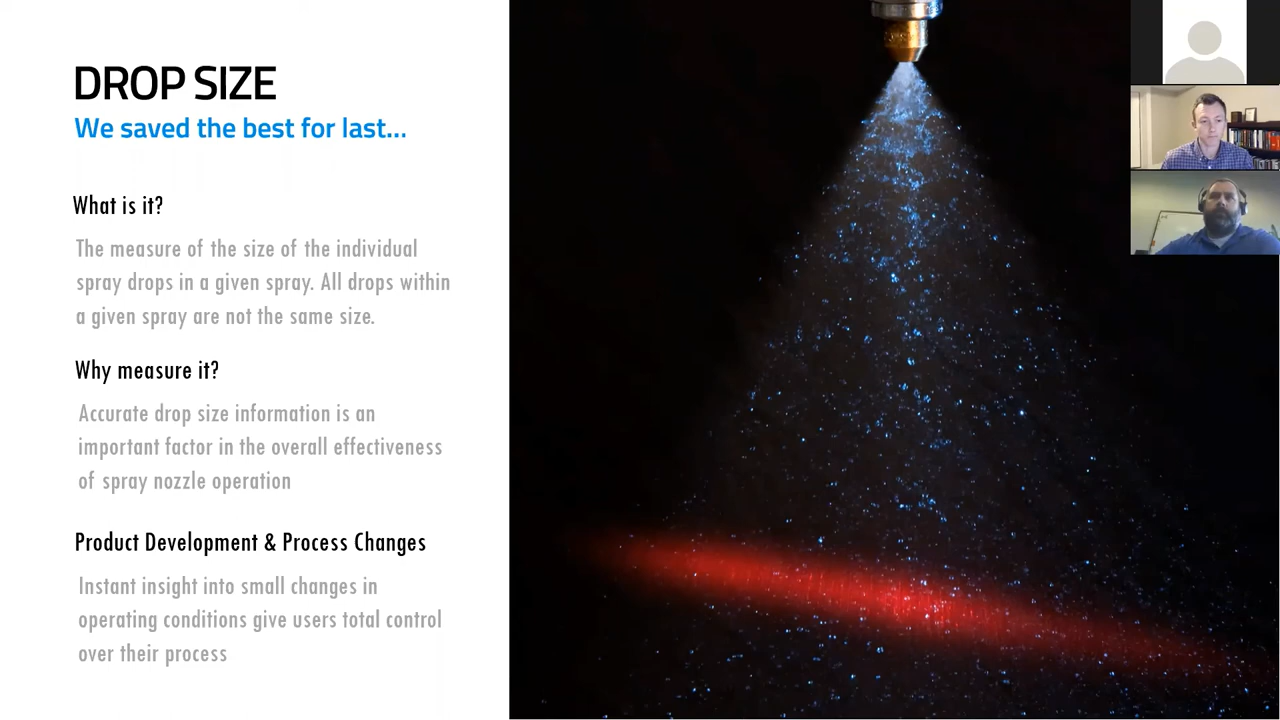 DROP SIZE
We saved the best for last...
What is it?
The measure of the size of the individual
spray drops in a given spray. All drops within
a given spray are not the same size.
Why measure it?
Accurate drop size information is an
important factor in the overall effectiveness
of spray nozzle operation
Product Development & Process Changes
Instant insight into small changes in
operating conditions give users total control
over their process